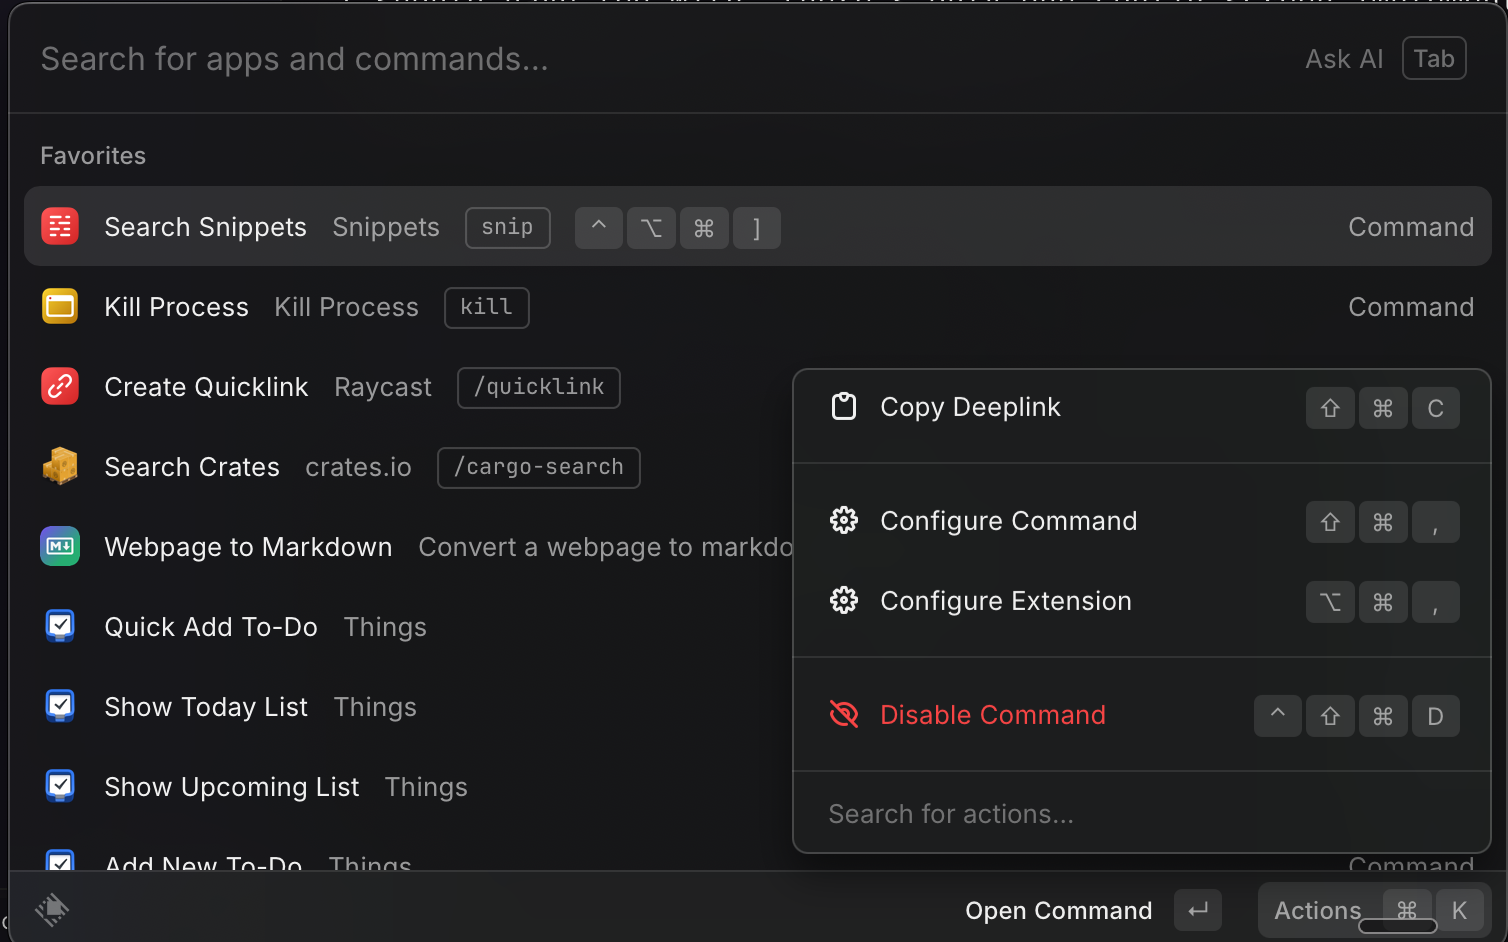 Search for apps and commands...
Ask AI Tab
Favorites
Search Snippets Snippets snip ^ ⌥ ⌘ ] Command
Kill Process Kill Process kill Command
Create Quicklink Raycast /quicklink
Search Crates crates.io /cargo-search
Webpage to Markdown Convert a webpage to markdo
Quick Add To-Do Things
Show Today List Things
Show Upcoming List Things
Add New To-Do Things Command
Copy Deeplink ⇧ ⌘ C
Configure Command ⇧ ⌘ ,
Configure Extension ⌥ ⌘ ,
Disable Command ^ ⇧ ⌘ D
Search for actions...
Open Command ↵ Actions ⌘ K